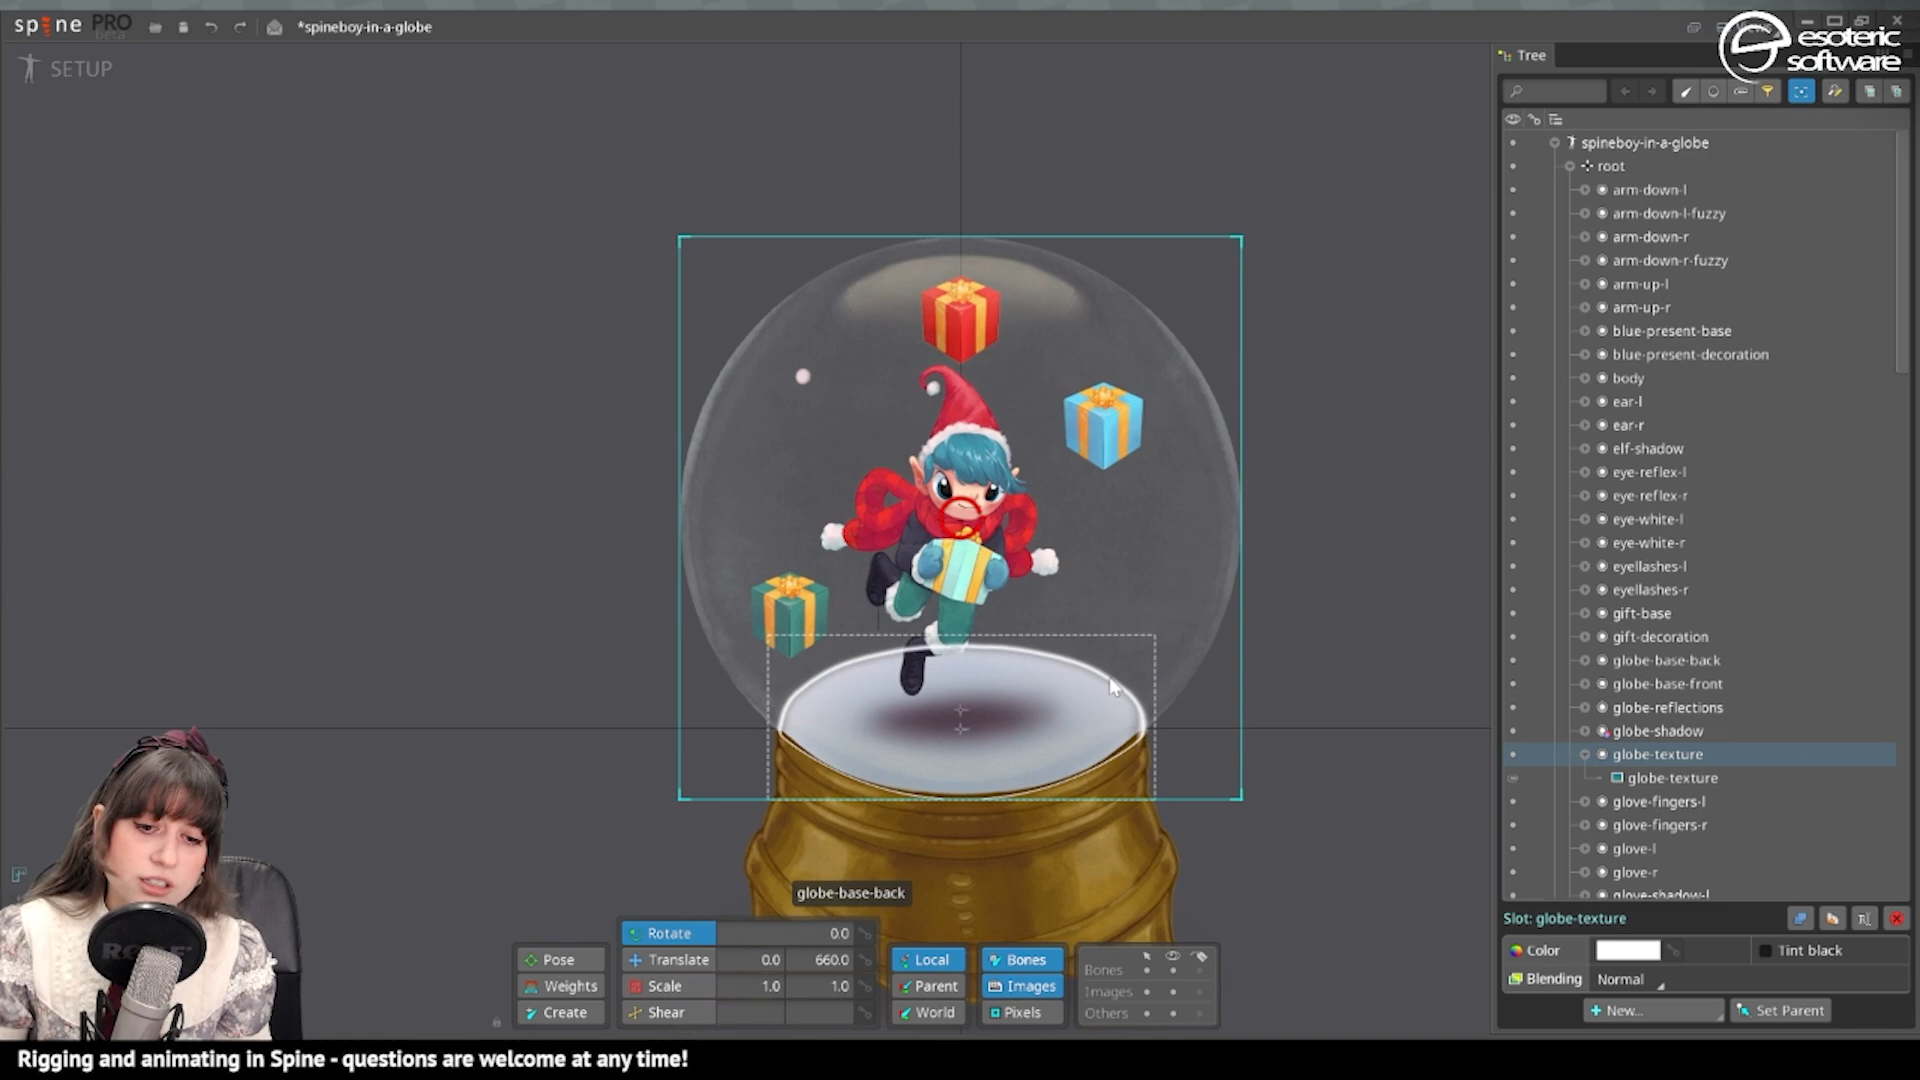 spine PRO
beta
*spineboy-in-a-globe
esoteric
software
SETUP
Tree
spineboy-in-a-globe
root
arm-down-l
arm-down-l-fuzzy
arm-down-r
arm-down-r-fuzzy
arm-up-l
arm-up-r
blue-present-base
blue-present-decoration
body
ear-l
ear-r
elf-shadow
eye-reflex-l
eye-reflex-r
eye-white-l
eye-white-r
eyellashes-l
eyellashes-r
gift-base
gift-decoration
globe-base-back
globe-base-front
globe-reflections
globe-shadow
globe-texture
globe-texture
glove-fingers-l
glove-fingers-r
glove-l
glove-r
glove-shadow-l
Slot: globe-texture
Color
Tint black
Blending
Normal
New...
Set Parent
globe-base-back
Pose
Weights
Create
Rotate 0.0
Translate 0.0 660.0
Scale 1.0 1.0
Shear
Local
Parent
World
Bones
Images
Pixels
Bones
Images
Others
RODE
Rigging and animating in Spine - questions are welcome at any time!